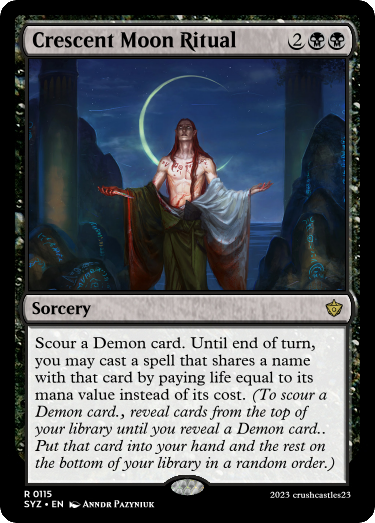 Crescent Moon Ritual 2
Sorcery
Scour a Demon card. Until end of turn,
you may cast a spell that shares a name
with that card by paying life equal to its
mana value instead of its cost. (To scour a
Demon card., reveal cards from the top of
your library until you reveal a Demon card..
Put that card into your hand and the rest on
the bottom of your library in a random order.)
R 0115
SYZ • EN Anndr Pazyniuk
2023 crushcastles23